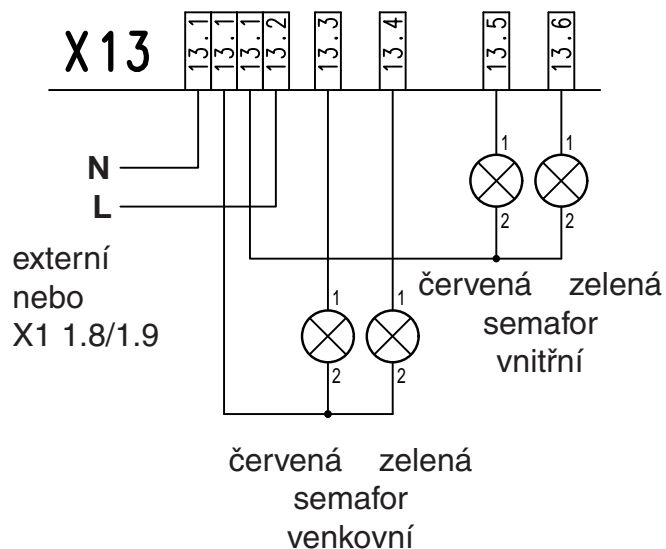 X13
13.1
13.1
13.1
13.2
13.3
13.4
13.5
13.6
N
L
externí
nebo
X1 1.8/1.9
1
1
2
2
červená zelená
semafor
vnitřní
1
1
2
2
červená zelená
semafor
venkovní